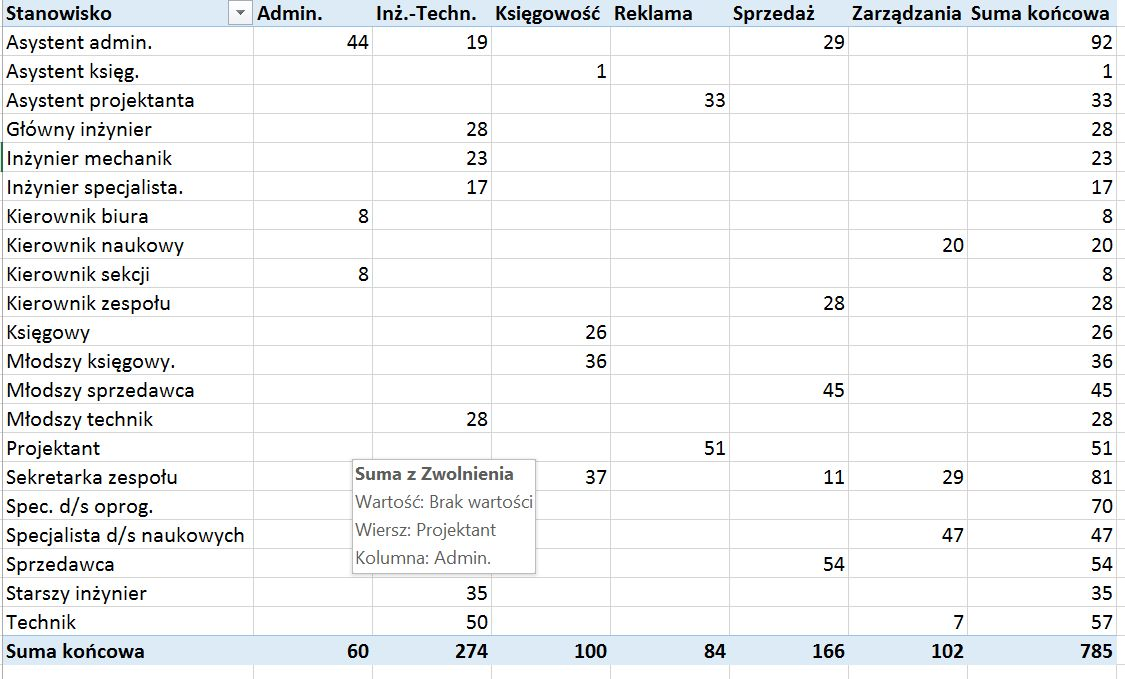 Stanowisko Admin. Inż.-Techn. Księgowość Reklama Sprzedaż Zarządzania Suma końcowa
Asystent admin. 44 19 29 92
Asystent księg. 1 1
Asystent projektanta 33 33
Główny inżynier 28 28
Inżynier mechanik 23 23
Inżynier specjalista. 17 17
Kierownik biura 8 8
Kierownik naukowy 20 20
Kierownik sekcji 8 8
Kierownik zespołu 28 28
Księgowy 26 26
Młodszy księgowy. 36 36
Młodszy sprzedawca 45 45
Młodszy technik 28 28
Projektant 51 51
Sekretarka zespołu 37 11 29 81
Spec. d/s oprog. 70
Specjalista d/s naukowych 47 47
Sprzedawca 54 54
Starszy inżynier 35 35
Technik 50 7 57
Suma końcowa 60 274 100 84 166 102 785
Suma z Zwolnienia
Wartość: Brak wartości
Wiersz: Projektant
Kolumna: Admin.